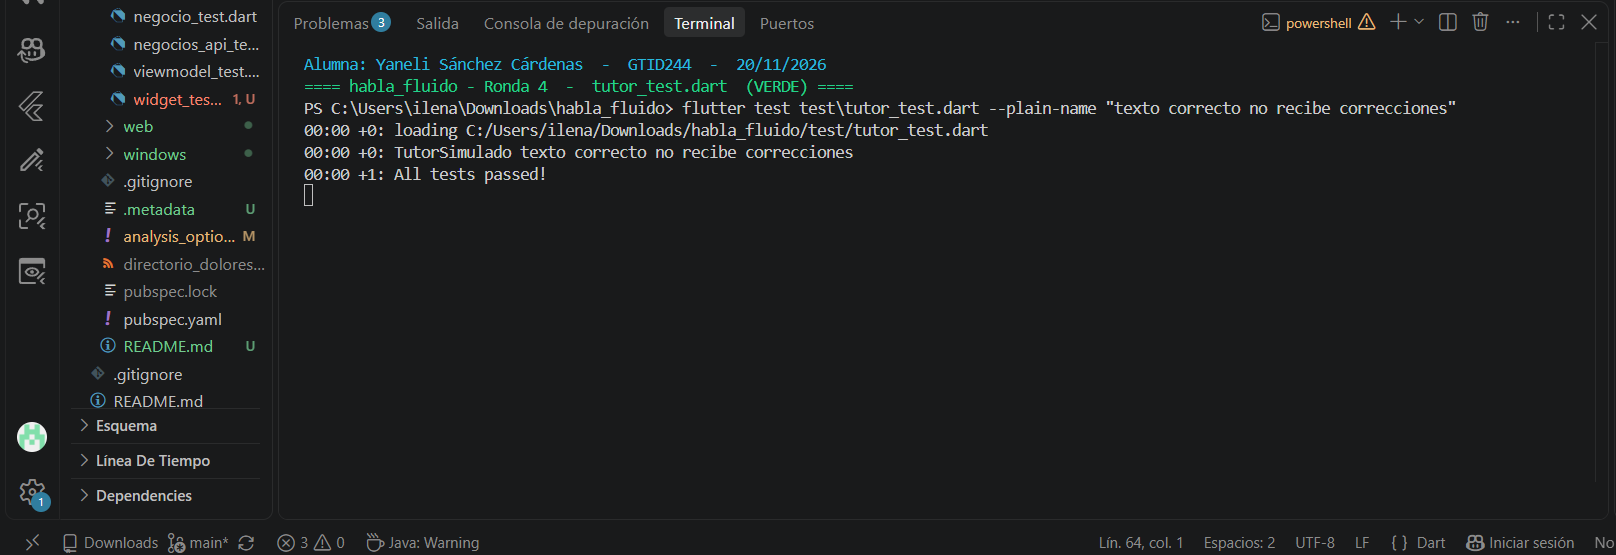 negocio_test.dart
negocios_api_te...
viewmodel_test....
widget_tes... 1, U
web
windows
.gitignore
.metadata U
analysis_optio... M
directorio_dolores...
pubspec.lock
pubspec.yaml
README.md U
.gitignore
README.md
Esquema
Línea De Tiempo
Dependencies
1
Problemas 3 Salida Consola de depuración Terminal Puertos
powershell
Alumna: Yaneli Sánchez Cárdenas - GTID244 - 20/11/2026
==== habla_fluido - Ronda 4 - tutor_test.dart (VERDE) ====
PS C:\Users\ilena\Downloads\habla_fluido> flutter test test\tutor_test.dart --plain-name "texto correcto no recibe correcciones"
00:00 +0: loading C:/Users/ilena/Downloads/habla_fluido/test/tutor_test.dart
00:00 +0: TutorSimulado texto correcto no recibe correcciones
00:00 +1: All tests passed!
Downloads main* 3 0 Java: Warning Lín. 64, col. 1 Espacios: 2 UTF-8 LF { } Dart Iniciar sesión No